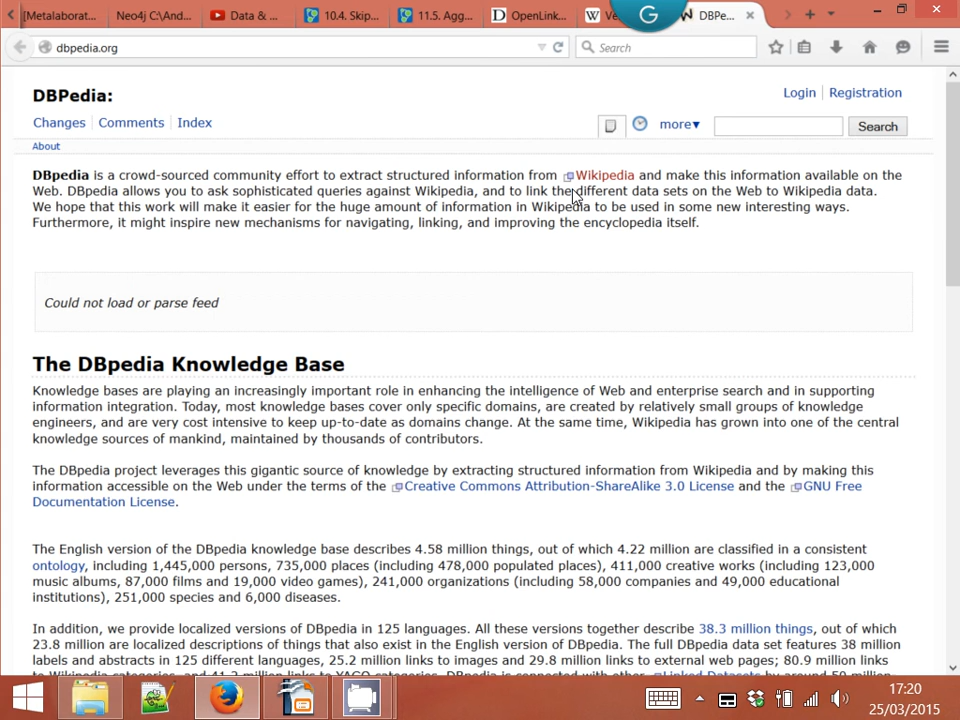 [Metalaborat...
Neo4j C:\And...
Data & ...
10.4. Skip...
11.5. Agg...
OpenLink...
W
G
DBPe...
dbpedia.org
Search
DBPedia:
Login
Registration
Changes
Comments
Index
more▾
Search
About
DBpedia is a crowd-sourced community effort to extract structured information from Wikipedia and make this information available on the
Web. DBpedia allows you to ask sophisticated queries against Wikipedia, and to link the different data sets on the Web to Wikipedia data.
We hope that this work will make it easier for the huge amount of information in Wikipedia to be used in some new interesting ways.
Furthermore, it might inspire new mechanisms for navigating, linking, and improving the encyclopedia itself.
Could not load or parse feed
The DBpedia Knowledge Base
Knowledge bases are playing an increasingly important role in enhancing the intelligence of Web and enterprise search and in supporting
information integration. Today, most knowledge bases cover only specific domains, are created by relatively small groups of knowledge
engineers, and are very cost intensive to keep up-to-date as domains change. At the same time, Wikipedia has grown into one of the central
knowledge sources of mankind, maintained by thousands of contributors.
The DBpedia project leverages this gigantic source of knowledge by extracting structured information from Wikipedia and by making this
information accessible on the Web under the terms of the Creative Commons Attribution-ShareAlike 3.0 License and the GNU Free
Documentation License.
The English version of the DBpedia knowledge base describes 4.58 million things, out of which 4.22 million are classified in a consistent
ontology, including 1,445,000 persons, 735,000 places (including 478,000 populated places), 411,000 creative works (including 123,000
music albums, 87,000 films and 19,000 video games), 241,000 organizations (including 58,000 companies and 49,000 educational
institutions), 251,000 species and 6,000 diseases.
In addition, we provide localized versions of DBpedia in 125 languages. All these versions together describe 38.3 million things, out of which
23.8 million are localized descriptions of things that also exist in the English version of DBpedia. The full DBpedia data set features 38 million
labels and abstracts in 125 different languages, 25.2 million links to images and 29.8 million links to external web pages; 80.9 million links
17:20
25/03/2015